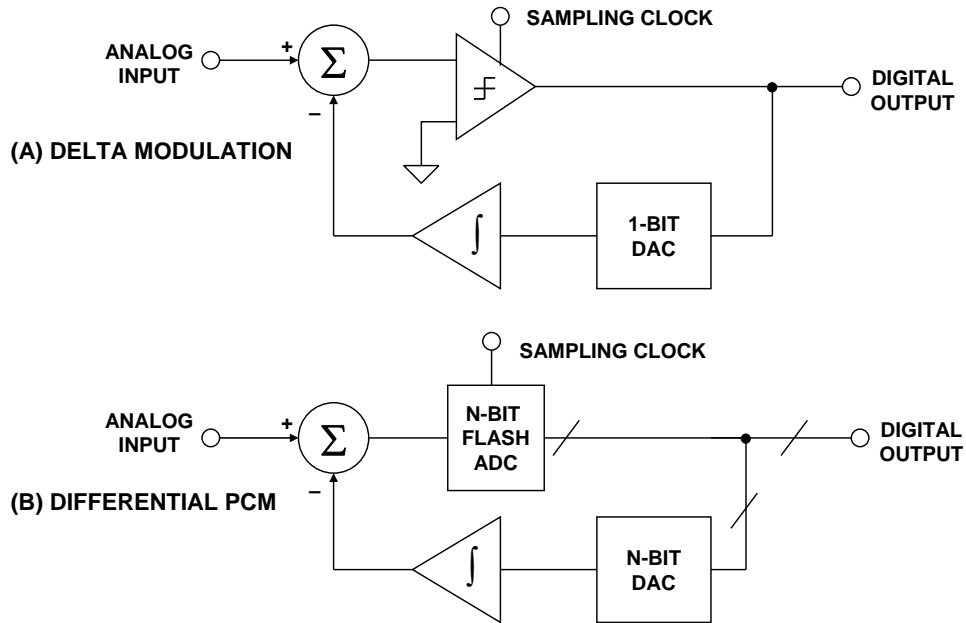 SAMPLING CLOCK
ANALOG
INPUT
+
Σ
−
DIGITAL
OUTPUT
(A) DELTA MODULATION
∫
1-BIT
DAC
SAMPLING CLOCK
ANALOG
INPUT
+
Σ
−
N-BIT
FLASH
ADC
DIGITAL
OUTPUT
(B) DIFFERENTIAL PCM
∫
N-BIT
DAC